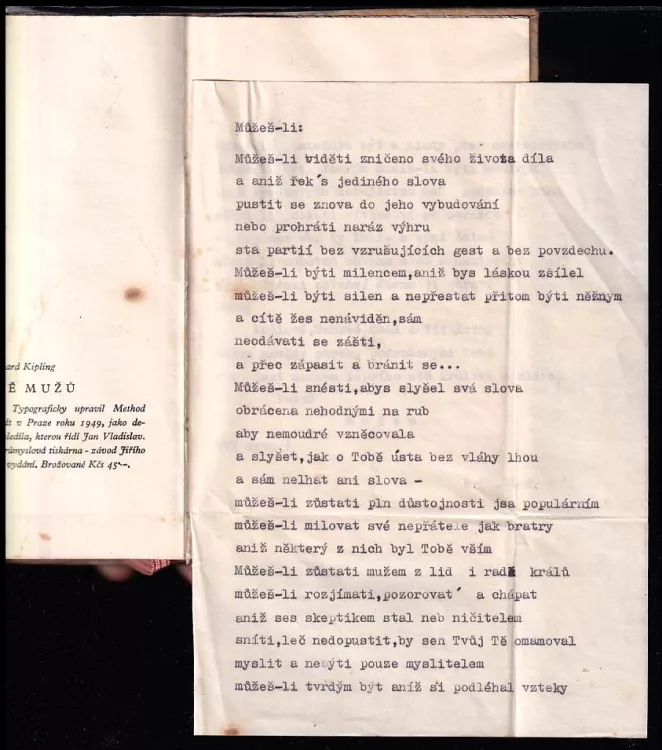 ard Kipling
MUŽŮ
Typograficky upravil Method
v Praze roku 1949, jako de-
kterou řídí Jan Vladislav.
tiskárna - závod Jiřího
vydání. Brožované Kčs 45·-.
Můžeš-li:
Můžeš-li viděti zničeno svého života díla
a aniž řek´s jediného slova
pustit se znova do jeho vybudování
nebo prohráti naráz výhru
sta partií bez vzrušujících gest a bez povzdechu.
Můžeš-li býti milencem,aniž bys láskou zšílel
můžeš-li býti silen a nepřestat přitom býti něžným
a cítě žes nenáviděn,sám
neodávati se zášti,
a přec zápasit a bránit se...
Můžeš-li snésti,abys slyšel svá slova
obrácena nehodnými na rub
aby nemoudré vzněcovala
a slyšet,jak o Tobě ústa bez vláhy lhou
a sám nelhat ani slova -
můžeš-li zůstati pln důstojnosti jsa populárním
můžeš-li milovat své nepřátele jak bratry
aniž některý z nich byl Tobě vším
Můžeš-li zůstati mužem z lid i radě králů
můžeš-li rozjímati,pozorovat´ a chápat
aniž ses skeptikem stal neb ničitelem
sníti,leč nedopustit,by sen Tvůj Tě omamoval
myslit a nebýti pouze myslitelem
můžeš-li tvrdým být aníž si podléhal vzteky